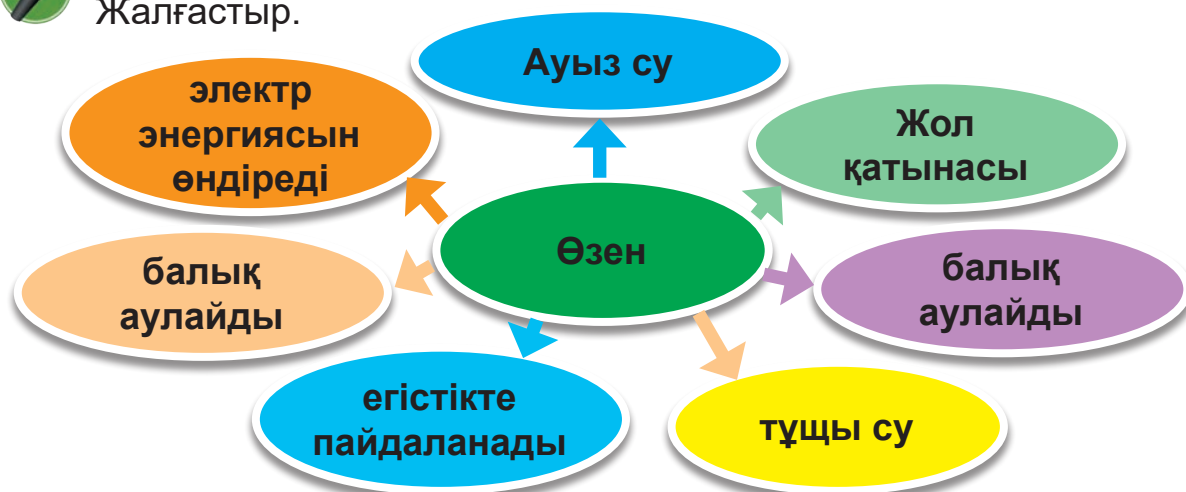 Жалғастыр.
Ауыз су
электр
энергиясын
өндіреді
Жол
қатынасы
Өзен
балық
аулайды
балық
аулайды
егістікте
пайдаланады
тұщы су